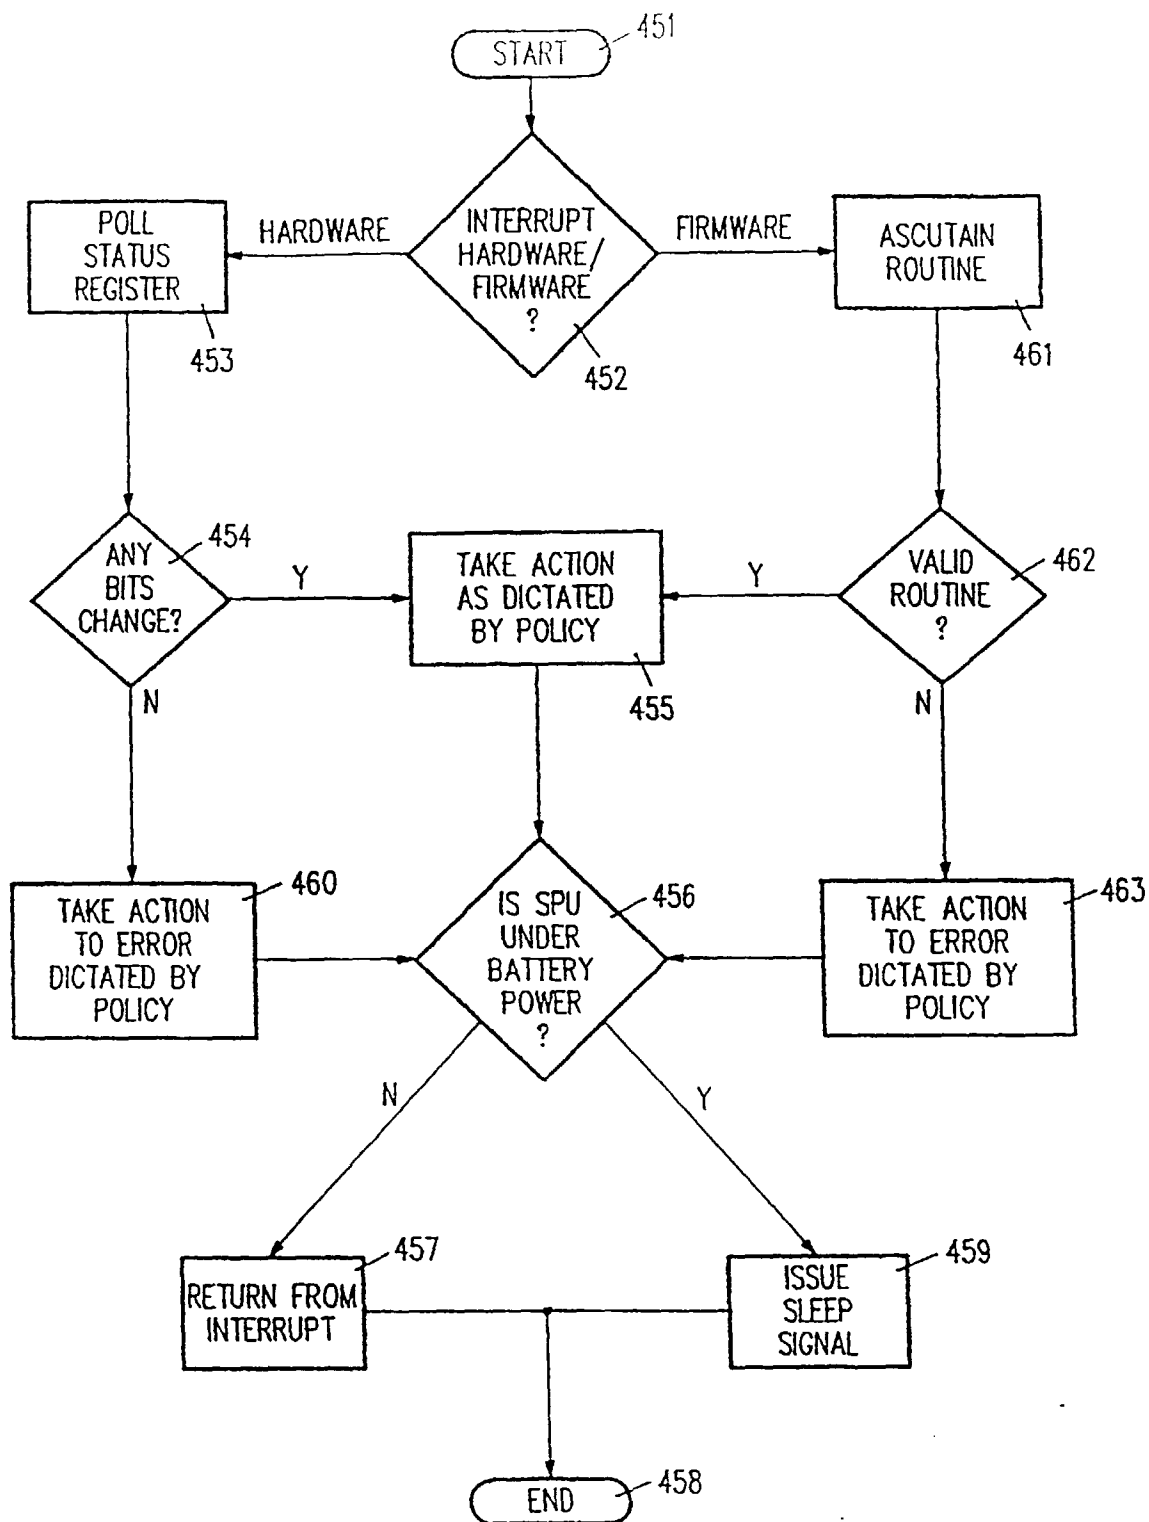 START
451
INTERRUPT
HARDWARE/
FIRMWARE
?
452
HARDWARE
FIRMWARE
POLL
STATUS
REGISTER
453
ASCUTAIN
ROUTINE
461
ANY
BITS
CHANGE?
454
Y
N
TAKE ACTION
AS DICTATED
BY POLICY
455
VALID
ROUTINE
?
462
Y
N
TAKE ACTION
TO ERROR
DICTATED BY
POLICY
460
IS SPU
UNDER
BATTERY
POWER
?
456
TAKE ACTION
TO ERROR
DICTATED BY
POLICY
463
N
Y
RETURN FROM
INTERRUPT
457
ISSUE
SLEEP
SIGNAL
459
END
458